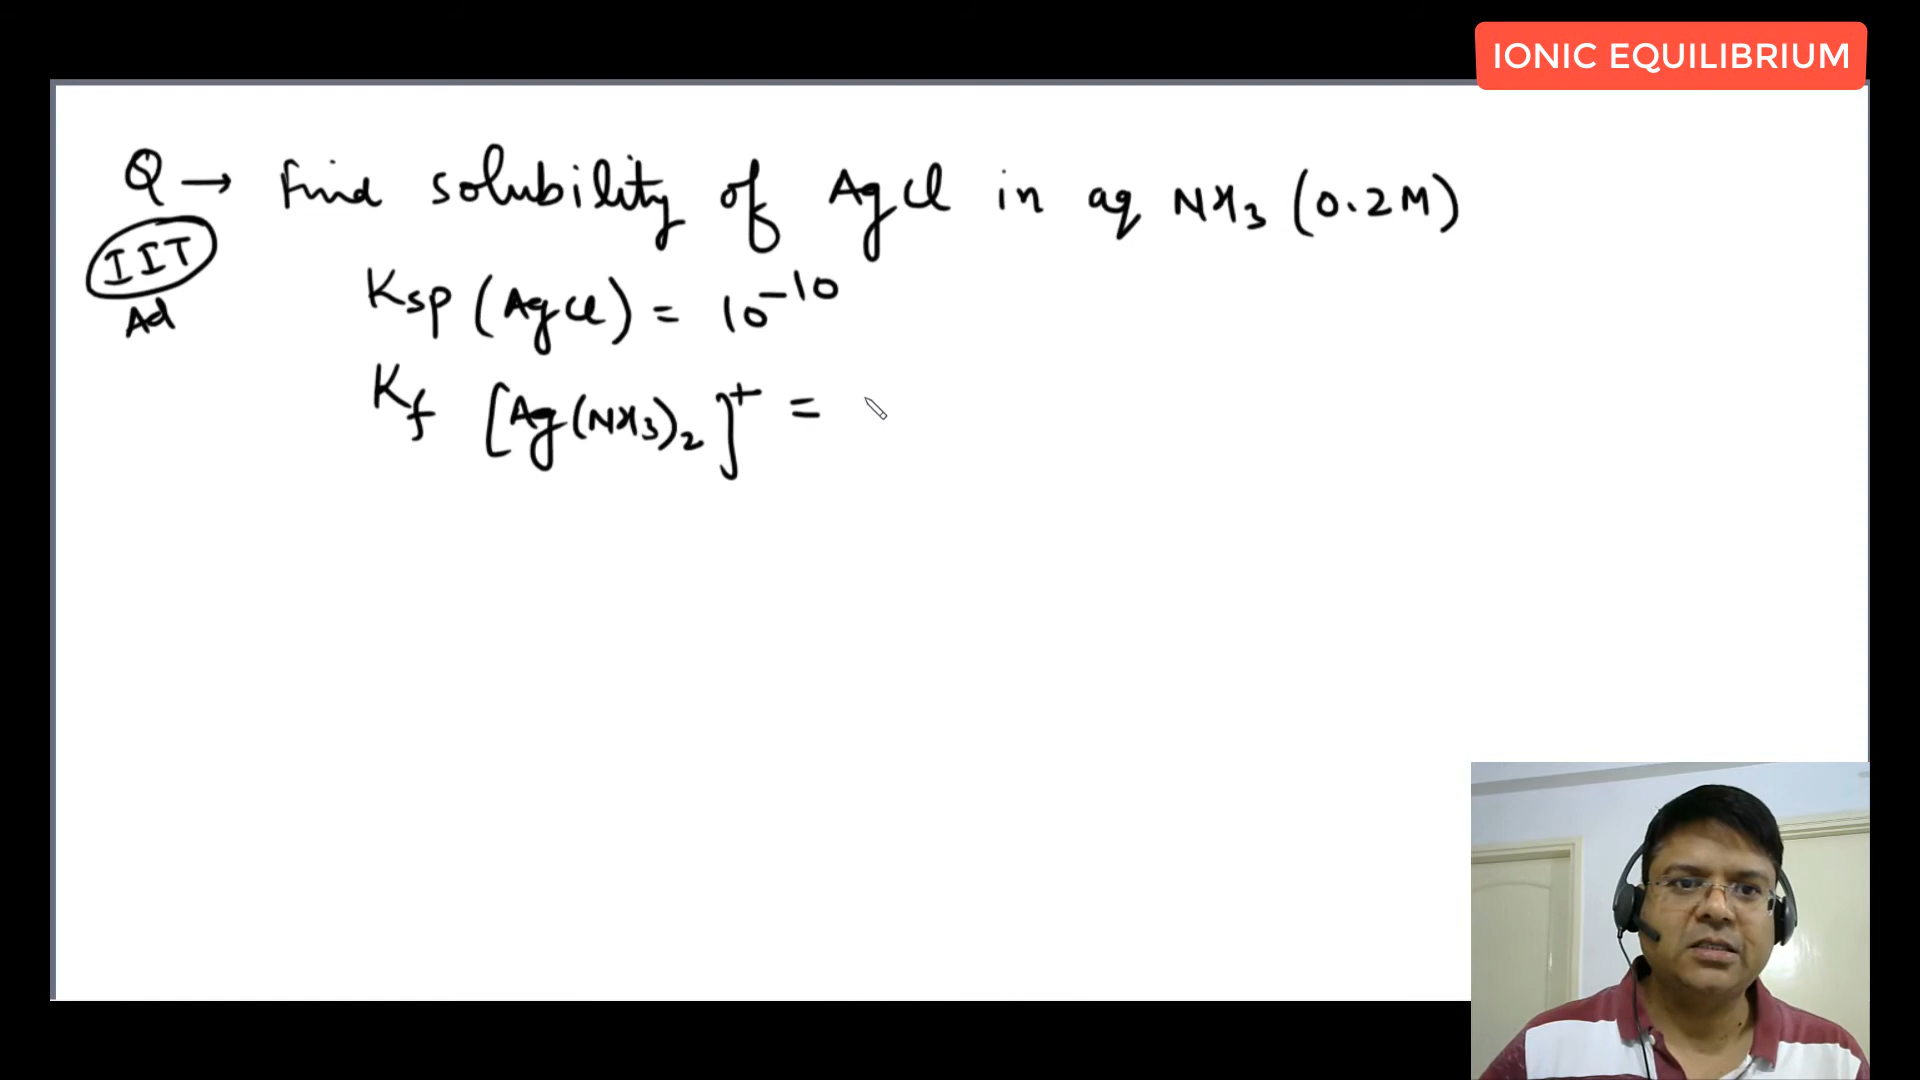 IONIC EQUILIBRIUM
Q → Find solubility of AgCl in aq NH3 (0.2M)
IIT
Ad
Ksp (AgCl) = 10⁻¹⁰
Kf [Ag(NH3)2]⁺ =